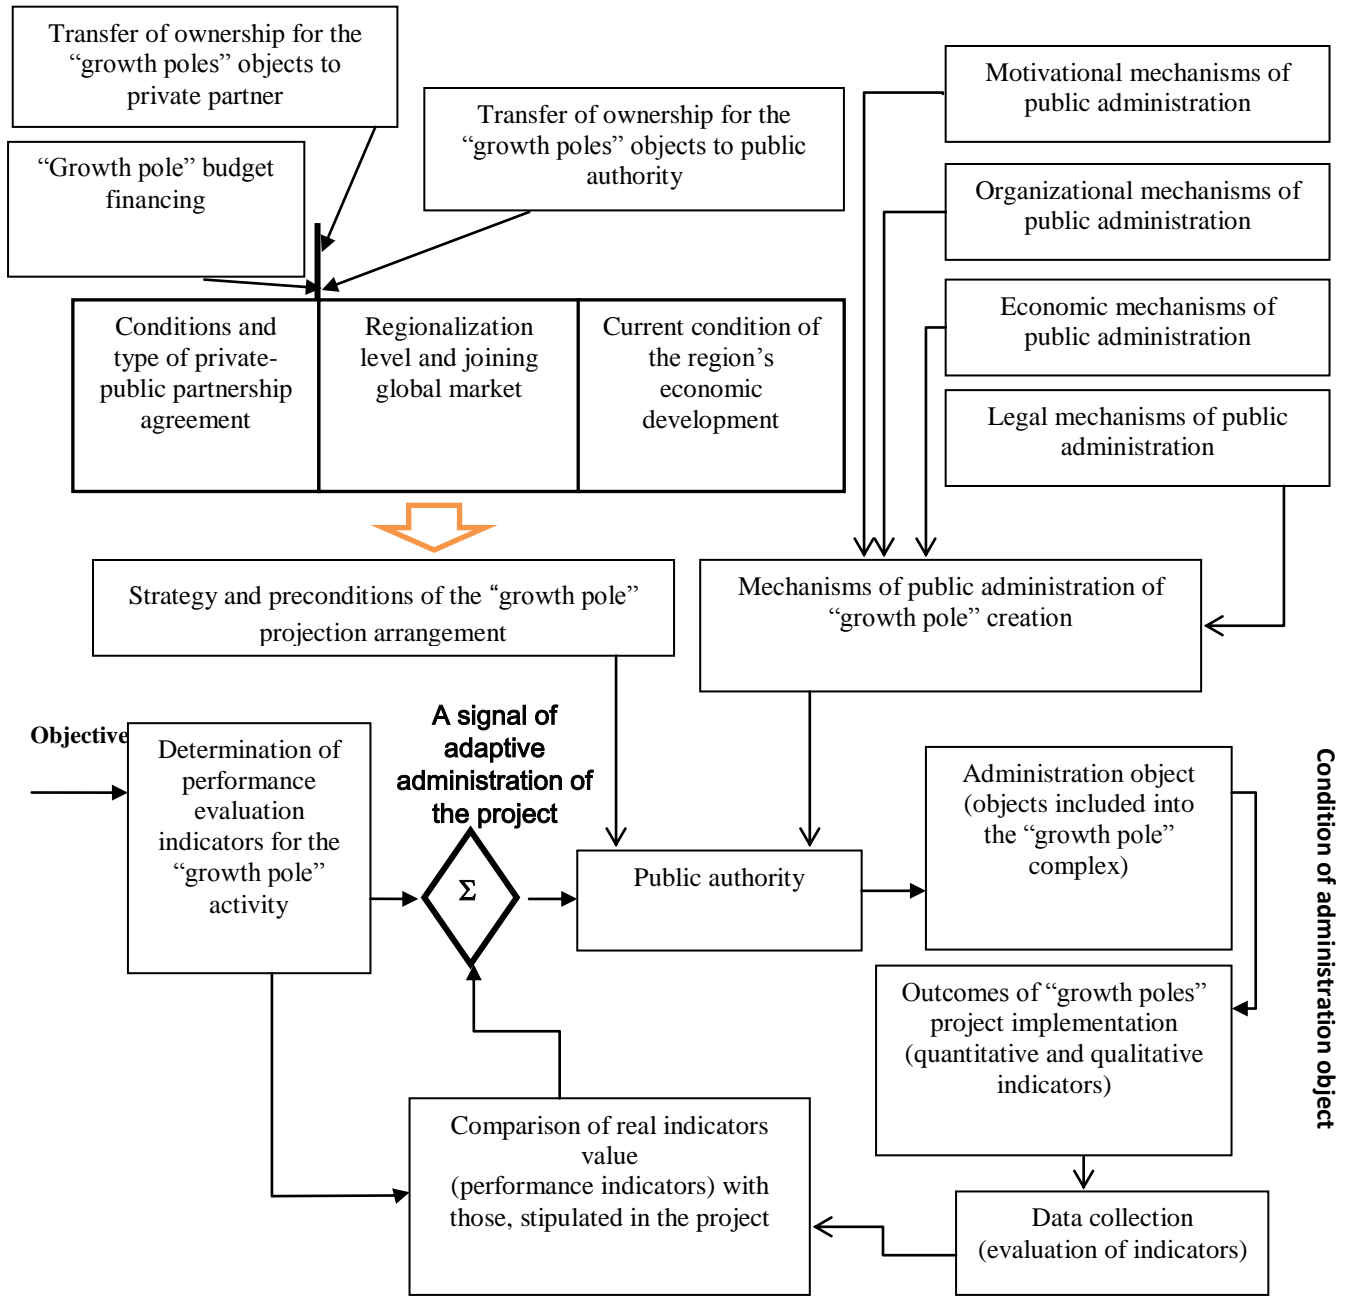 Transfer of ownership for the
“growth poles” objects to
private partner
“Growth pole” budget
financing
Transfer of ownership for the
“growth poles” objects to public
authority
Motivational mechanisms of
public administration
Organizational mechanisms of
public administration
Economic mechanisms of
public administration
Legal mechanisms of public
administration
Conditions and
type of private-
public partnership
agreement
Regionalization
level and joining
global market
Current condition of
the region’s
economic
development
Strategy and preconditions of the “growth pole”
projection arrangement
Mechanisms of public administration of
“growth pole” creation
Objective
Determination of
performance
evaluation
indicators for the
“growth pole”
activity
A signal of
adaptive
administration of
the project
Σ
Public authority
Administration object
(objects included into
the “growth pole”
complex)
Condition of administration object
Outcomes of “growth poles”
project implementation
(quantitative and qualitative
indicators)
Comparison of real indicators
value
(performance indicators) with
those, stipulated in the project
Data collection
(evaluation of indicators)